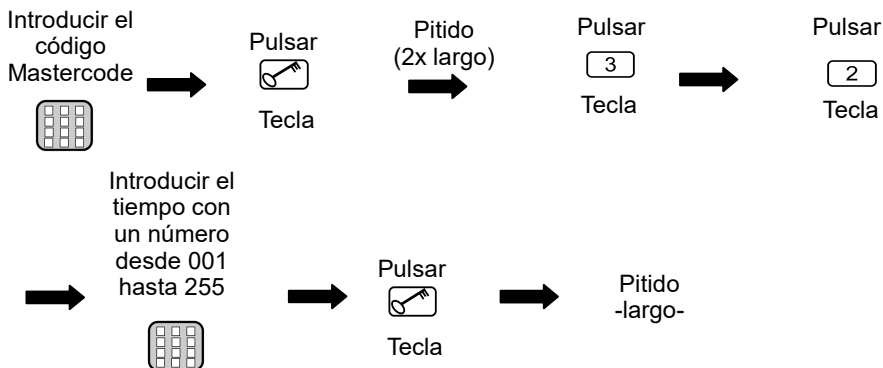 Introducir el
código
Mastercode
Pulsar
Tecla
Pitido
(2x largo)
Pulsar
3
Tecla
Pulsar
2
Tecla
Introducir el
tiempo con
un número
desde 001
hasta 255
Pulsar
Tecla
Pitido
-largo-